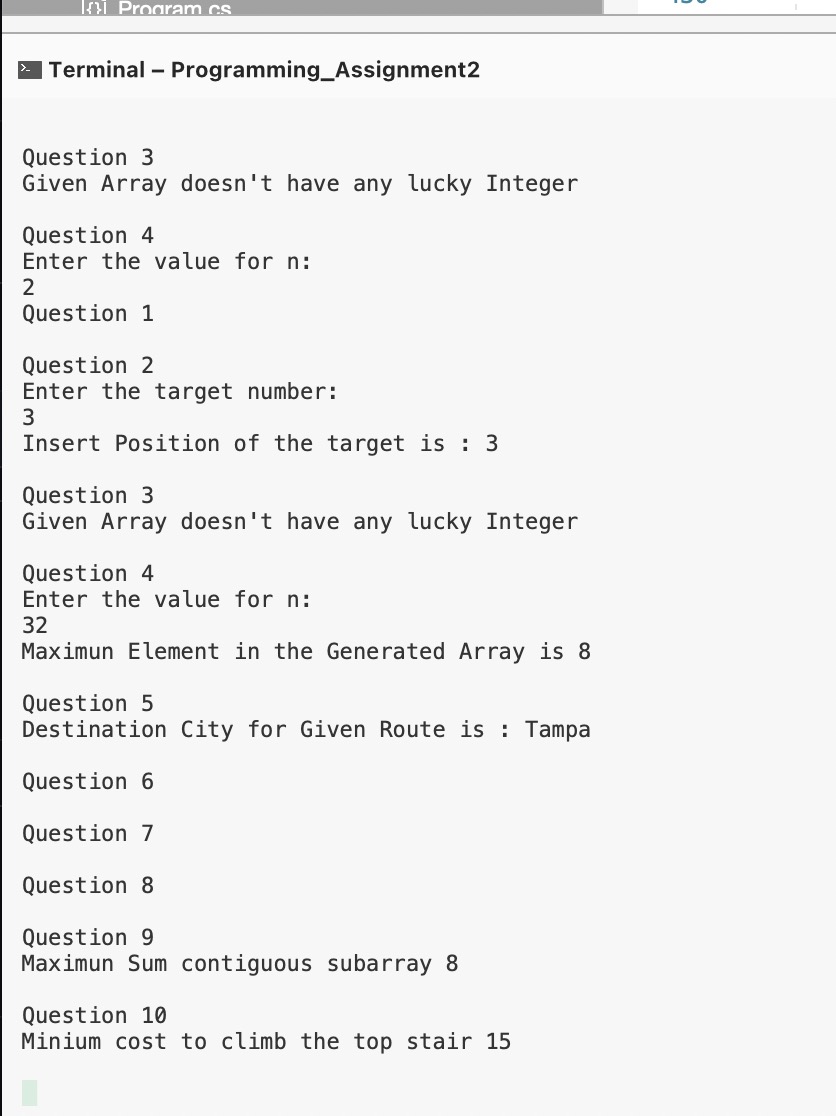 {} Program.cs
Terminal – Programming_Assignment2
Question 3
Given Array doesn't have any lucky Integer
Question 4
Enter the value for n:
2
Question 1
Question 2
Enter the target number:
3
Insert Position of the target is : 3
Question 3
Given Array doesn't have any lucky Integer
Question 4
Enter the value for n:
32
Maximun Element in the Generated Array is 8
Question 5
Destination City for Given Route is : Tampa
Question 6
Question 7
Question 8
Question 9
Maximun Sum contiguous subarray 8
Question 10
Minium cost to climb the top stair 15